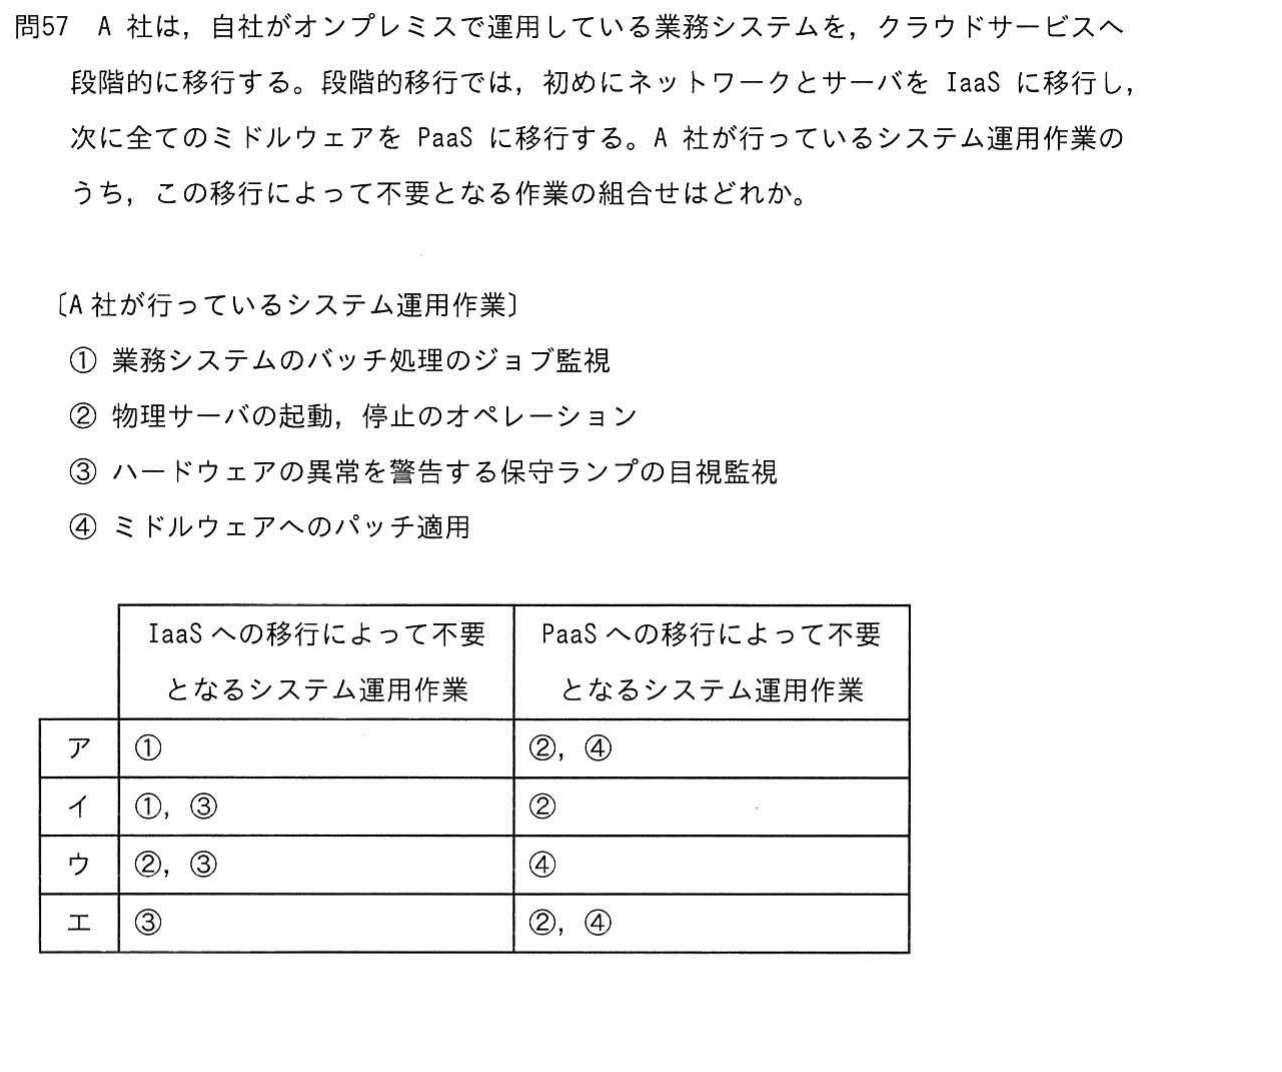 問57 A 社は，自社がオンプレミスで運用している業務システムを，クラウドサービスへ
段階的に移行する。段階的移行では，初めにネットワークとサーバを IaaS に移行し，
次に全てのミドルウェアを PaaS に移行する。A 社が行っているシステム運用作業の
うち，この移行によって不要となる作業の組合せはどれか。
〔A 社が行っているシステム運用作業〕
① 業務システムのバッチ処理のジョブ監視
② 物理サーバの起動，停止のオペレーション
③ ハードウェアの異常を警告する保守ランプの目視監視
④ ミドルウェアへのパッチ適用
IaaS への移行によって不要
となるシステム運用作業
PaaS への移行によって不要
となるシステム運用作業
ア ① ②，④
イ ①，③ ②
ウ ②，③ ④
エ ③ ②，④